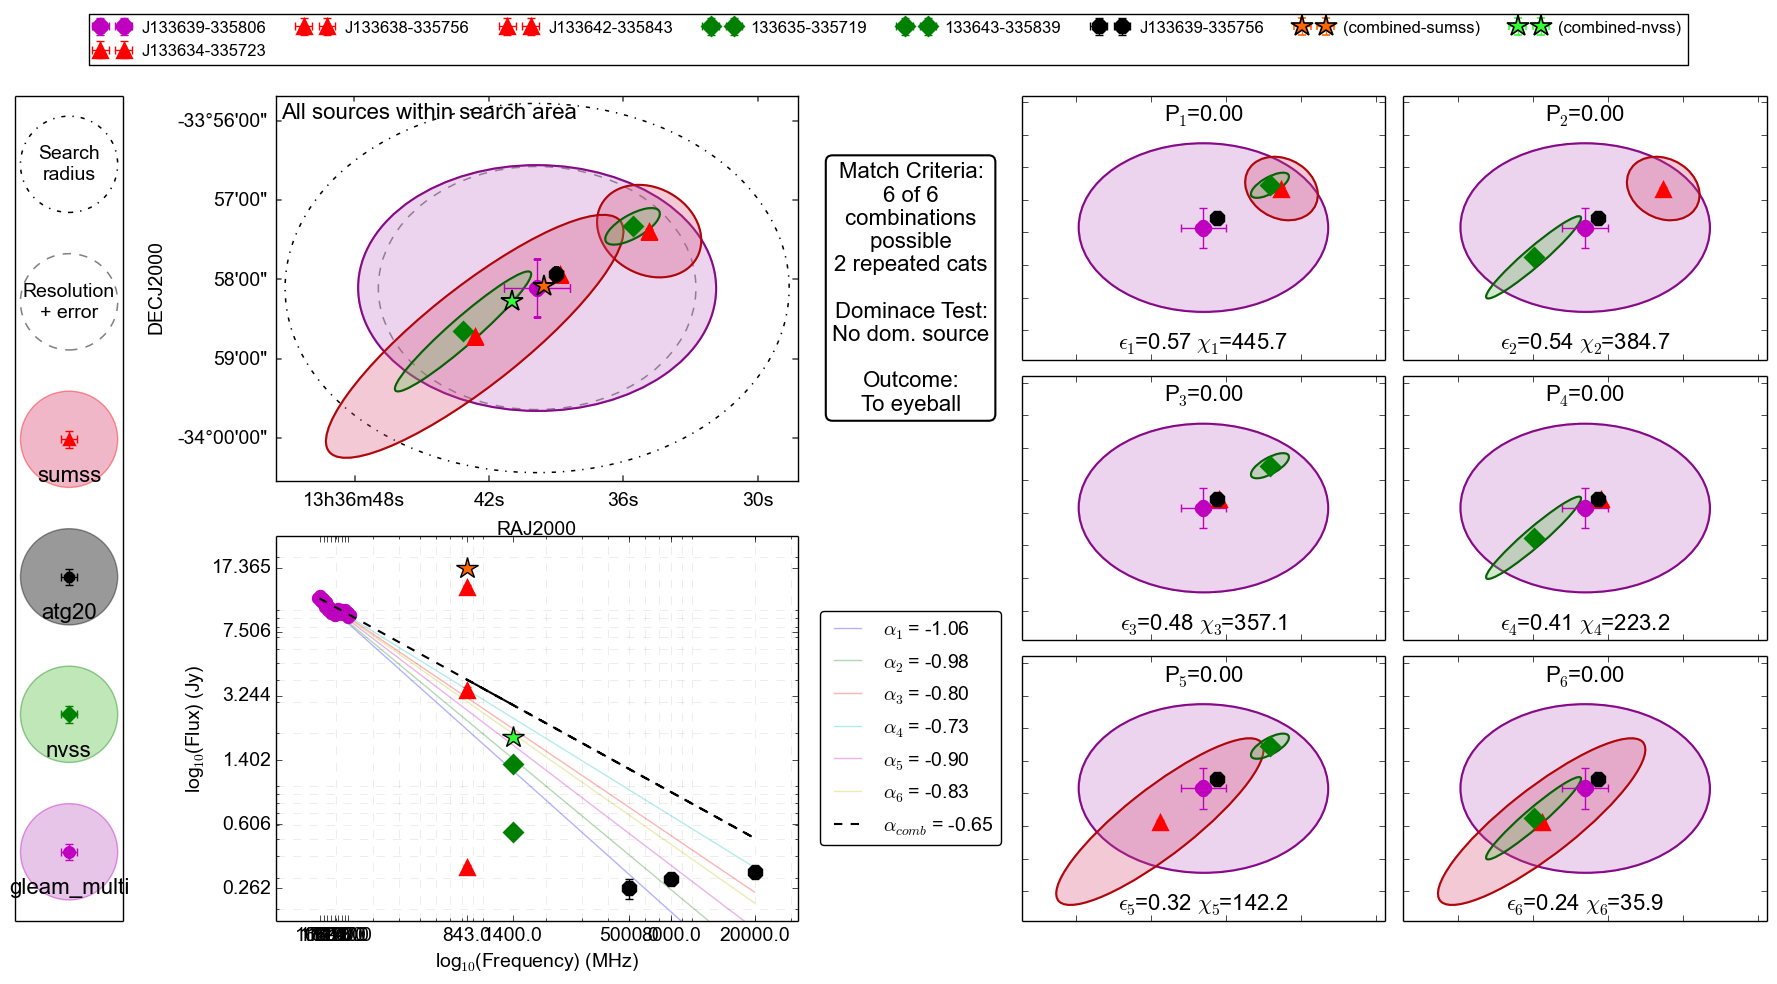 J133639-335806 J133638-335756 J133642-335843 133635-335719 133643-335839 J133639-335756 (combined-sumss) (combined-nvss)
J133634-335723
Search
radius
Resolution
+ error
sumss
atg20
nvss
gleam_multi
All sources within search area
DECJ2000
-33°56'00"
57'00"
58'00"
59'00"
-34°00'00"
13h36m48s 42s 36s 30s
RAJ2000
log₁₀(Flux) (Jy)
17.365
7.506
3.244
1.402
0.606
0.262
843.0 1400.0 5000.0 8000.0 20000.0
log₁₀(Frequency) (MHz)
Match Criteria:
6 of 6
combinations
possible
2 repeated cats
Dominace Test:
No dom. source
Outcome:
To eyeball
α₁ = -1.06
α₂ = -0.98
α₃ = -0.80
α₄ = -0.73
α₅ = -0.90
α₆ = -0.83
α_comb = -0.65
P₁=0.00
ϵ₁=0.57 χ₁=445.7
P₂=0.00
ϵ₂=0.54 χ₂=384.7
P₃=0.00
ϵ₃=0.48 χ₃=357.1
P₄=0.00
ϵ₄=0.41 χ₄=223.2
P₅=0.00
ϵ₅=0.32 χ₅=142.2
P₆=0.00
ϵ₆=0.24 χ₆=35.9